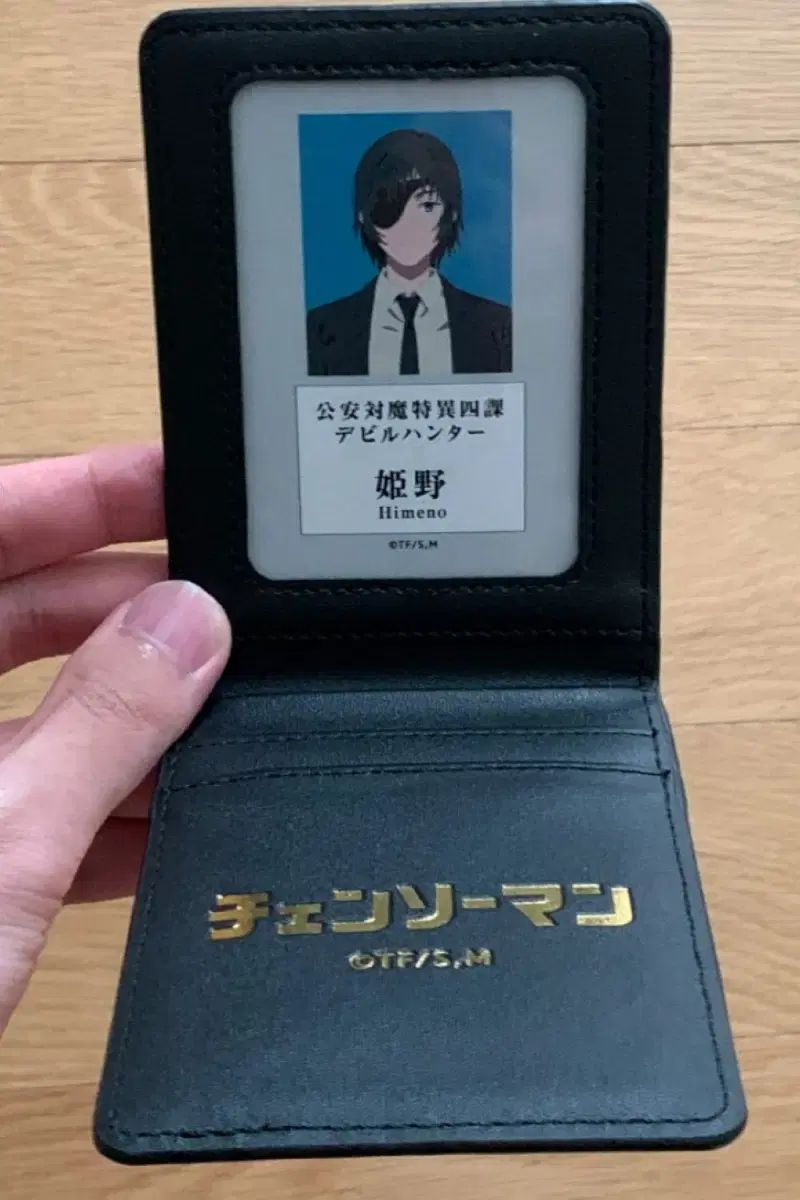 公安対魔特異四課
デビルハンター
姫野
Himeno
©TF/S,M
チェンソーマン
©TF/S,M